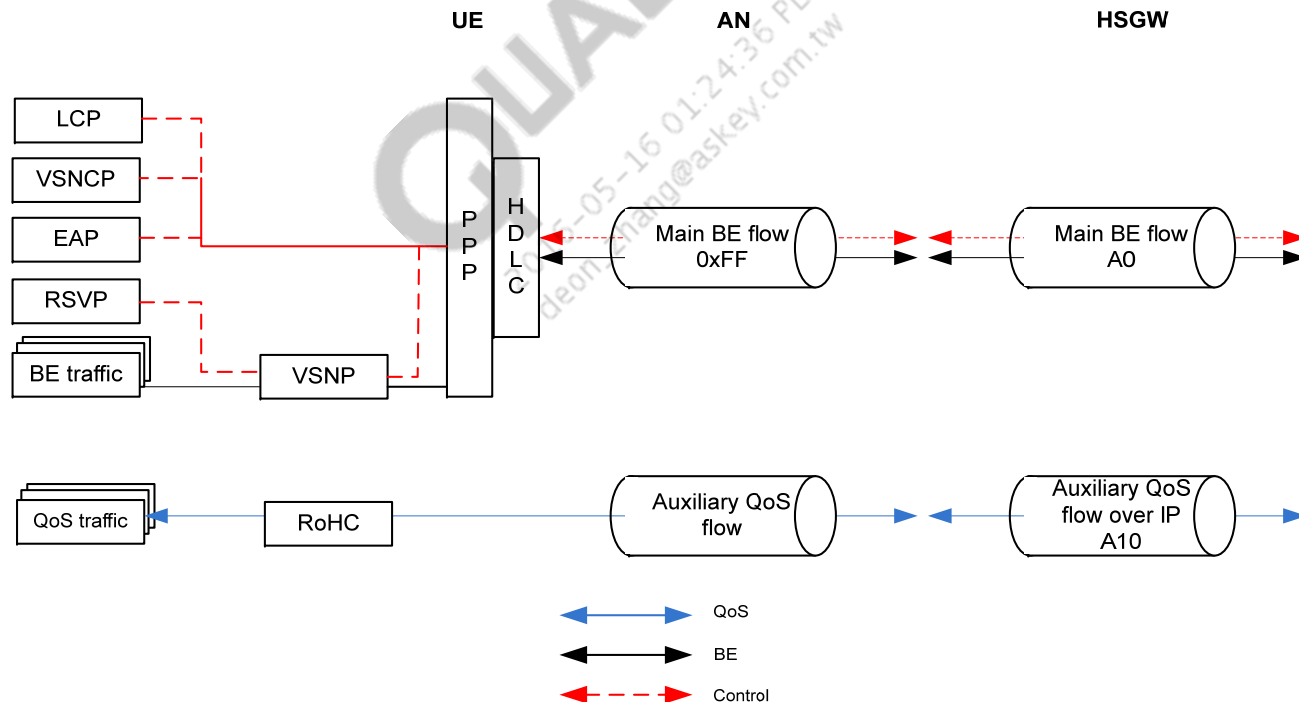 UE
AN
HSGW
LCP
VSNCP
EAP
RSVP
BE traffic
VSNP
P
P
P
H
D
L
C
Main BE flow
0xFF
Main BE flow
A0
QoS traffic
RoHC
Auxiliary QoS
flow
Auxiliary QoS
flow over IP
A10
QoS
BE
Control